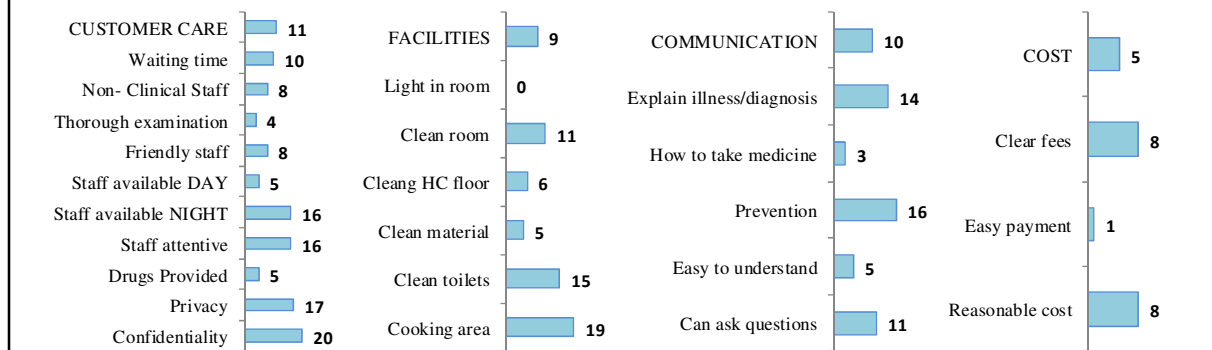 CUSTOMER CARE 11
Waiting time 10
Non- Clinical Staff 8
Thorough examination 4
Friendly staff 8
Staff available DAY 5
Staff available NIGHT 16
Staff attentive 16
Drugs Provided 5
Privacy 17
Confidentiality 20
FACILITIES 9
Light in room 0
Clean room 11
Cleang HC floor 6
Clean material 5
Clean toilets 15
Cooking area 19
COMMUNICATION 10
Explain illness/diagnosis 14
How to take medicine 3
Prevention 16
Easy to understand 5
Can ask questions 11
COST 5
Clear fees 8
Easy payment 1
Reasonable cost 8